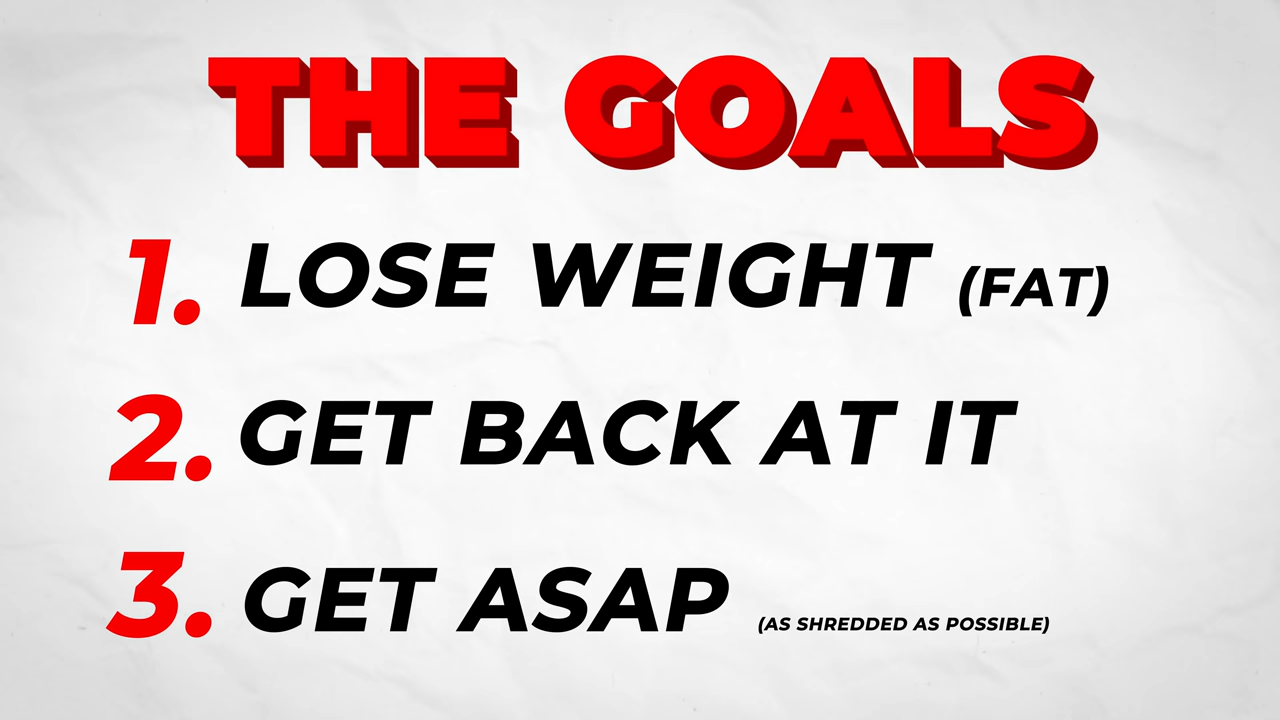 THE GOALS
1. LOSE WEIGHT (FAT)
2. GET BACK AT IT
3. GET ASAP (AS SHREDDED AS POSSIBLE)